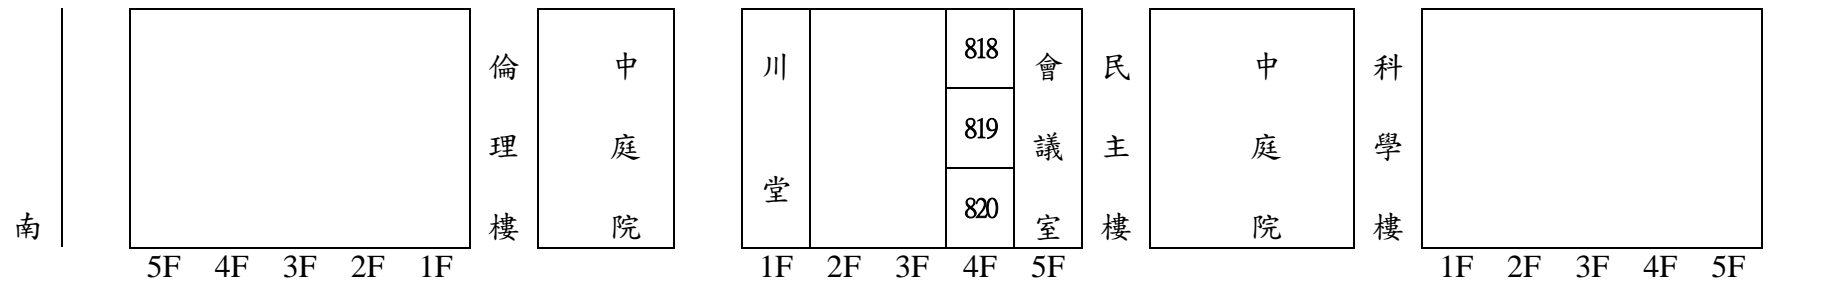 南
倫理樓
中庭院
川堂
818
819
820
會議室
民主樓
中庭院
科學樓
5F 4F 3F 2F 1F
1F 2F 3F 4F 5F
1F 2F 3F 4F 5F